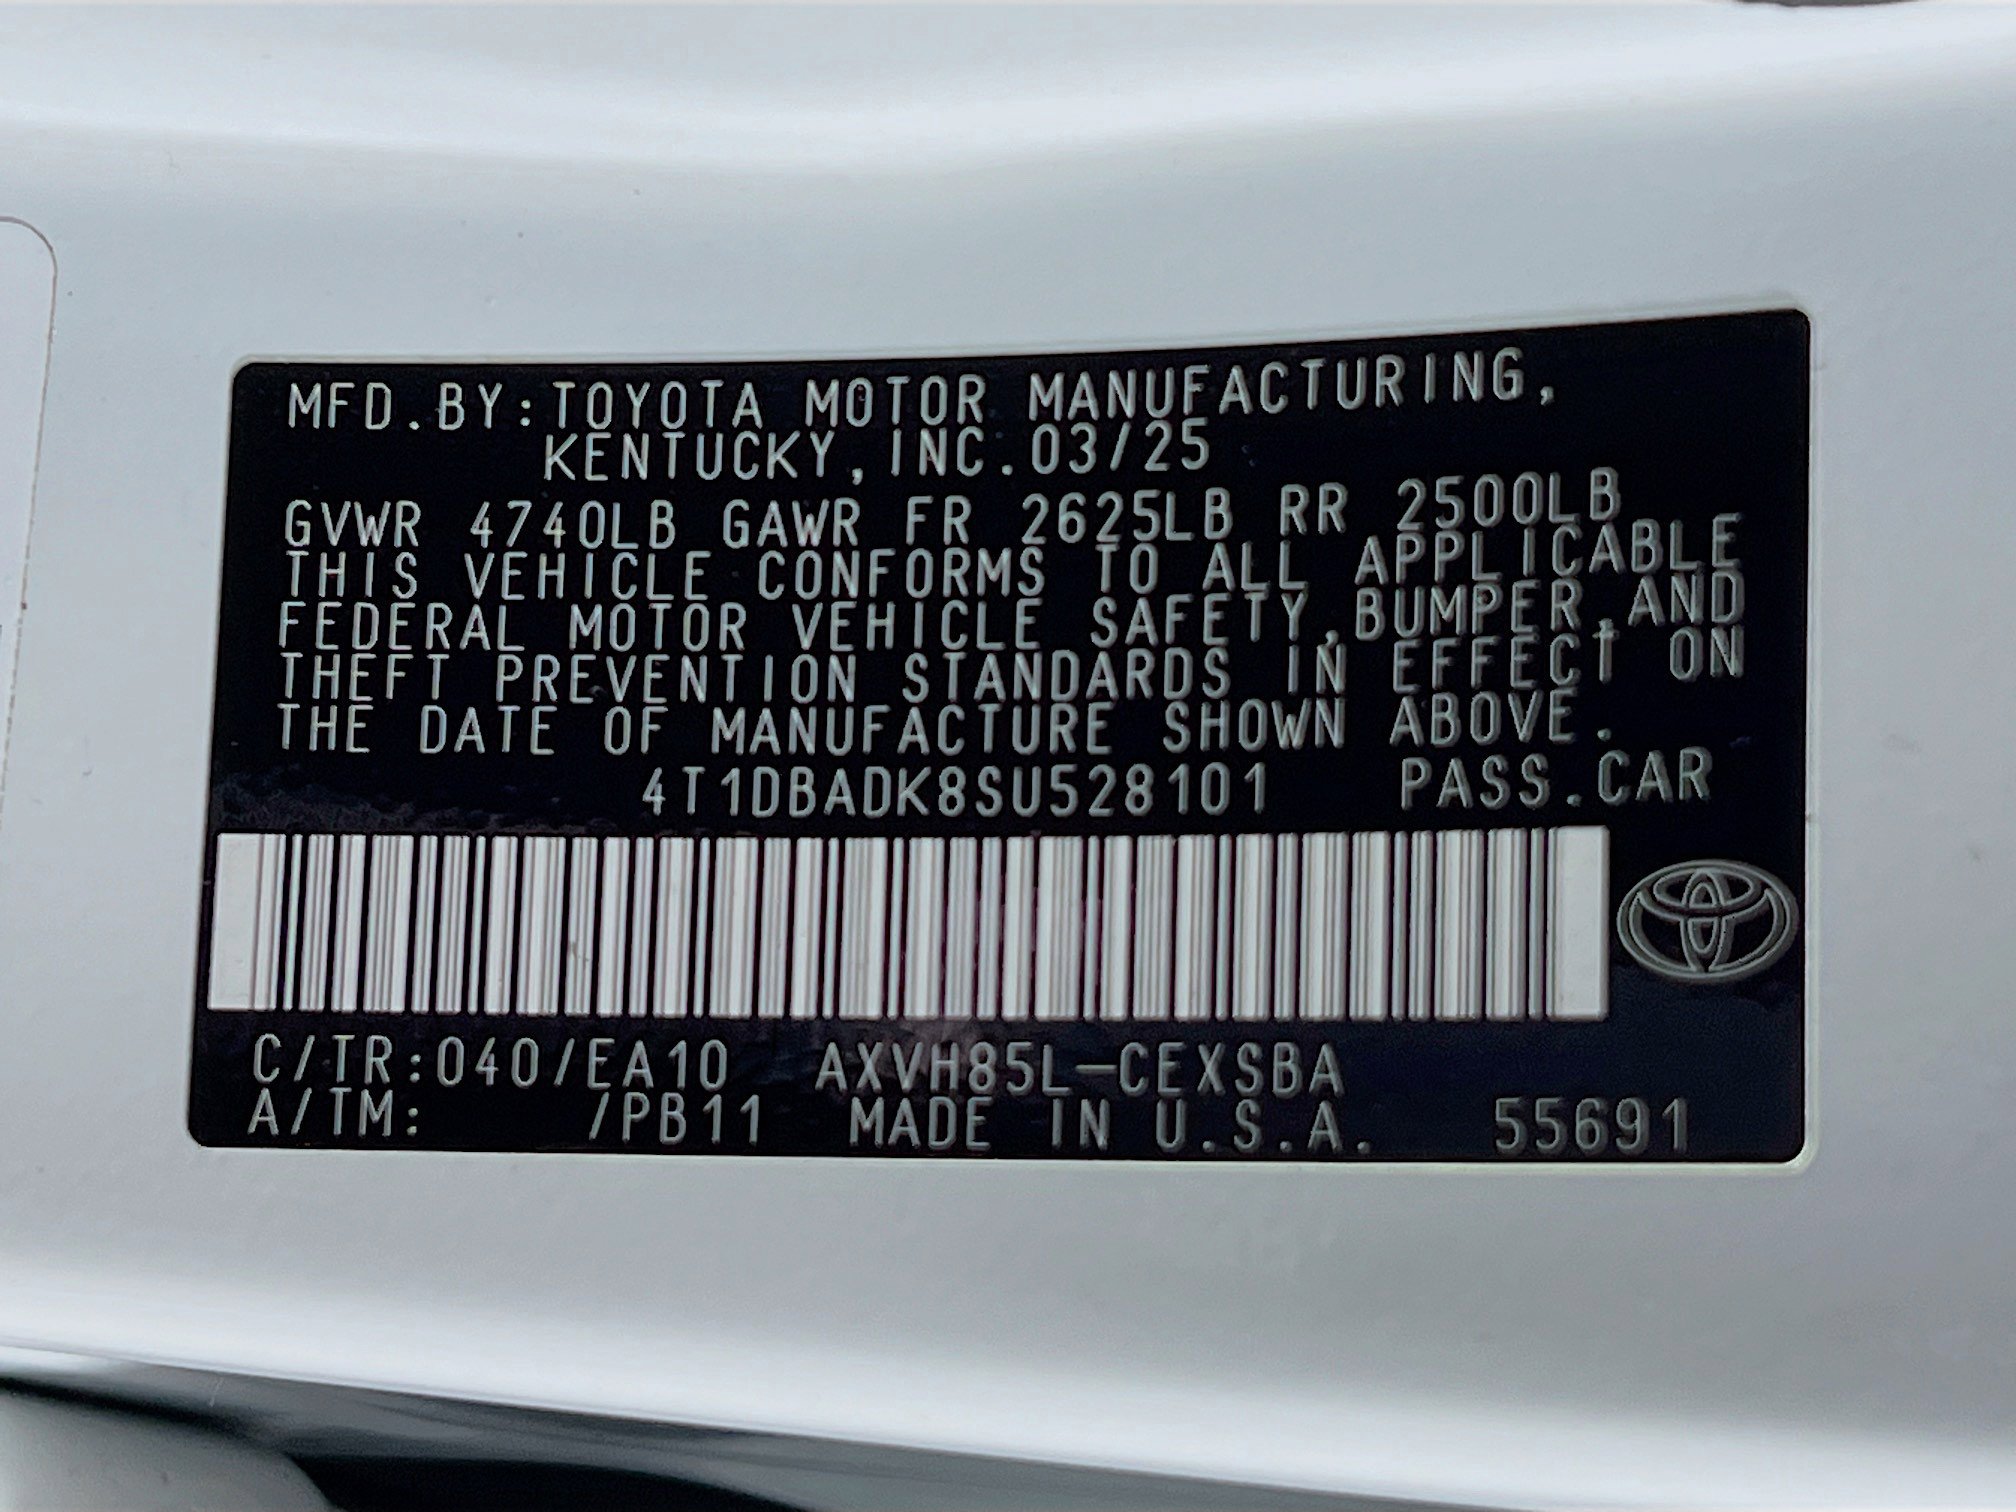 MFD.BY:TOYOTA MOTOR MANUFACTURING,
KENTUCKY,INC.03/25
GVWR 4740LB GAWR FR 2625LB RR 2500LB
THIS VEHICLE CONFORMS TO ALL APPLICABLE
FEDERAL MOTOR VEHICLE SAFETY,BUMPER,AND
THEFT PREVENTION STANDARDS IN EFFECT ON
THE DATE OF MANUFACTURE SHOWN ABOVE.
4T1DBADK8SU528101 PASS.CAR
C/TR:040/EA10 AXVH85L-CEXSBA
A/TM: /PB11 MADE IN U.S.A. 55691